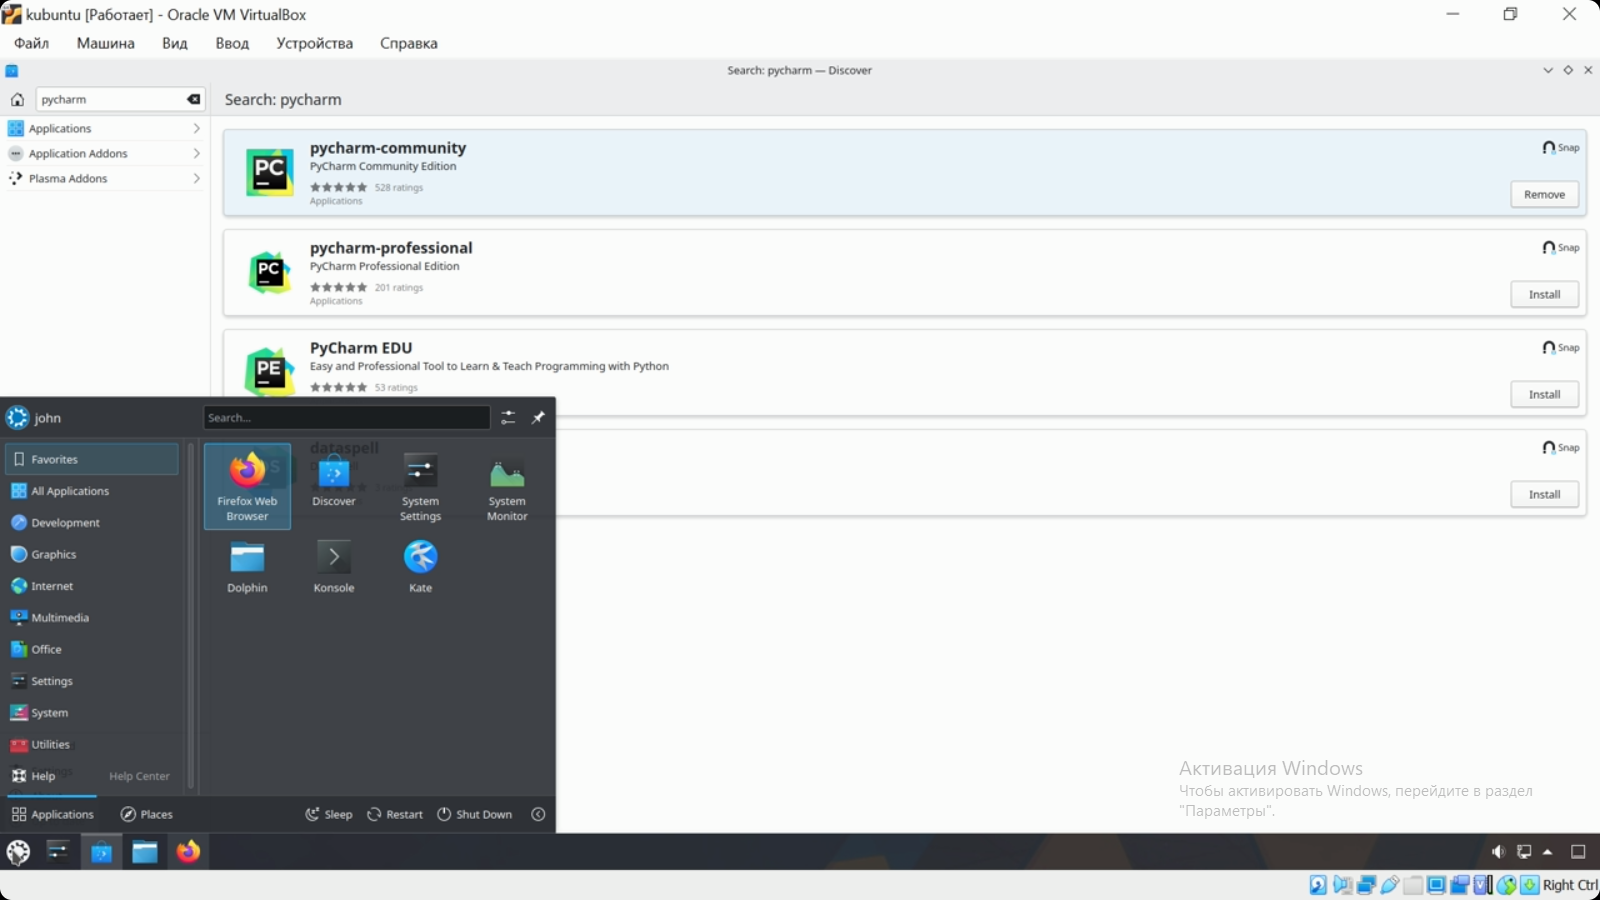 kubuntu [Работает] - Oracle VM VirtualBox
Файл Машина Вид Ввод Устройства Справка
Search: pycharm — Discover
pycharm
Search: pycharm
Applications
Application Addons
Plasma Addons
pycharm-community
PyCharm Community Edition
528 ratings
Applications
Snap
Remove
pycharm-professional
PyCharm Professional Edition
201 ratings
Applications
Snap
Install
PyCharm EDU
Easy and Professional Tool to Learn & Teach Programming with Python
53 ratings
Snap
Install
dataspell
Snap
Install
john
Search...
Favorites
All Applications
Development
Graphics
Internet
Multimedia
Office
Settings
System
Utilities
Help Help Center
Firefox Web
Browser
Discover
System
Settings
System
Monitor
Dolphin
Konsole
Kate
Applications Places Sleep Restart Shut Down
Активация Windows
Чтобы активировать Windows, перейдите в раздел
"Параметры".
Right Ctrl